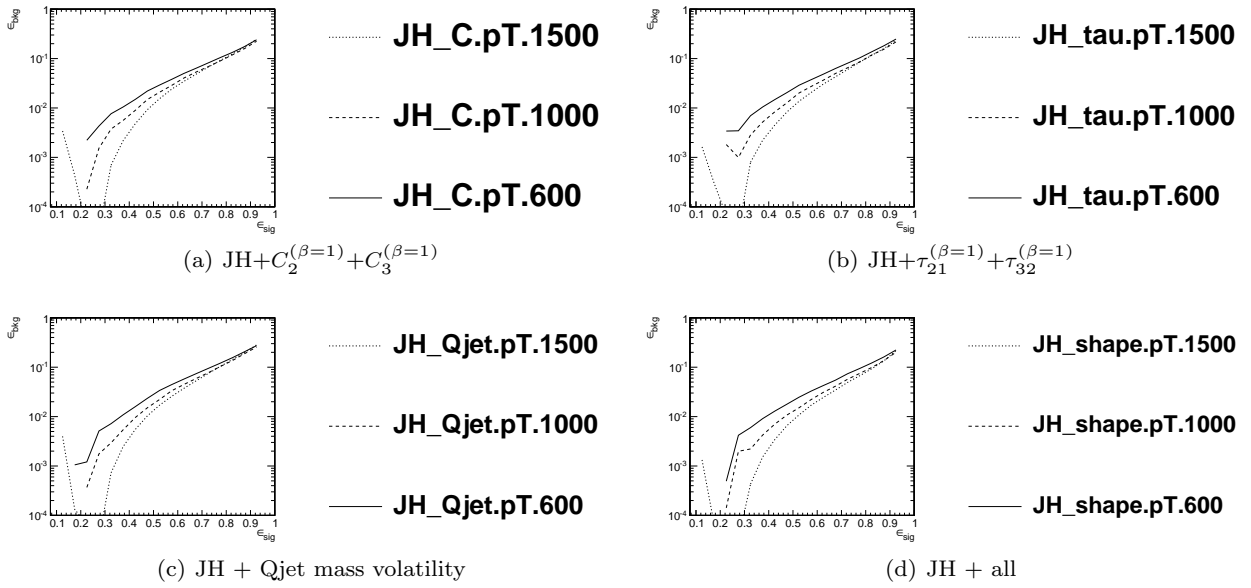 ϵ_bkg
1
10⁻¹
10⁻²
10⁻³
10⁻⁴
0.1 0.2 0.3 0.4 0.5 0.6 0.7 0.8 0.9 1
ϵ_sig
JH_C.pT.1500
JH_C.pT.1000
JH_C.pT.600
(a) JH+C₂^(β=1)+C₃^(β=1)
ϵ_bkg
1
10⁻¹
10⁻²
10⁻³
10⁻⁴
0.1 0.2 0.3 0.4 0.5 0.6 0.7 0.8 0.9 1
ϵ_sig
JH_tau.pT.1500
JH_tau.pT.1000
JH_tau.pT.600
(b) JH+τ₂₁^(β=1)+τ₃₂^(β=1)
ϵ_bkg
1
10⁻¹
10⁻²
10⁻³
10⁻⁴
0.1 0.2 0.3 0.4 0.5 0.6 0.7 0.8 0.9 1
ϵ_sig
JH_Qjet.pT.1500
JH_Qjet.pT.1000
JH_Qjet.pT.600
(c) JH + Qjet mass volatility
ϵ_bkg
1
10⁻¹
10⁻²
10⁻³
10⁻⁴
0.1 0.2 0.3 0.4 0.5 0.6 0.7 0.8 0.9 1
ϵ_sig
JH_shape.pT.1500
JH_shape.pT.1000
JH_shape.pT.600
(d) JH + all